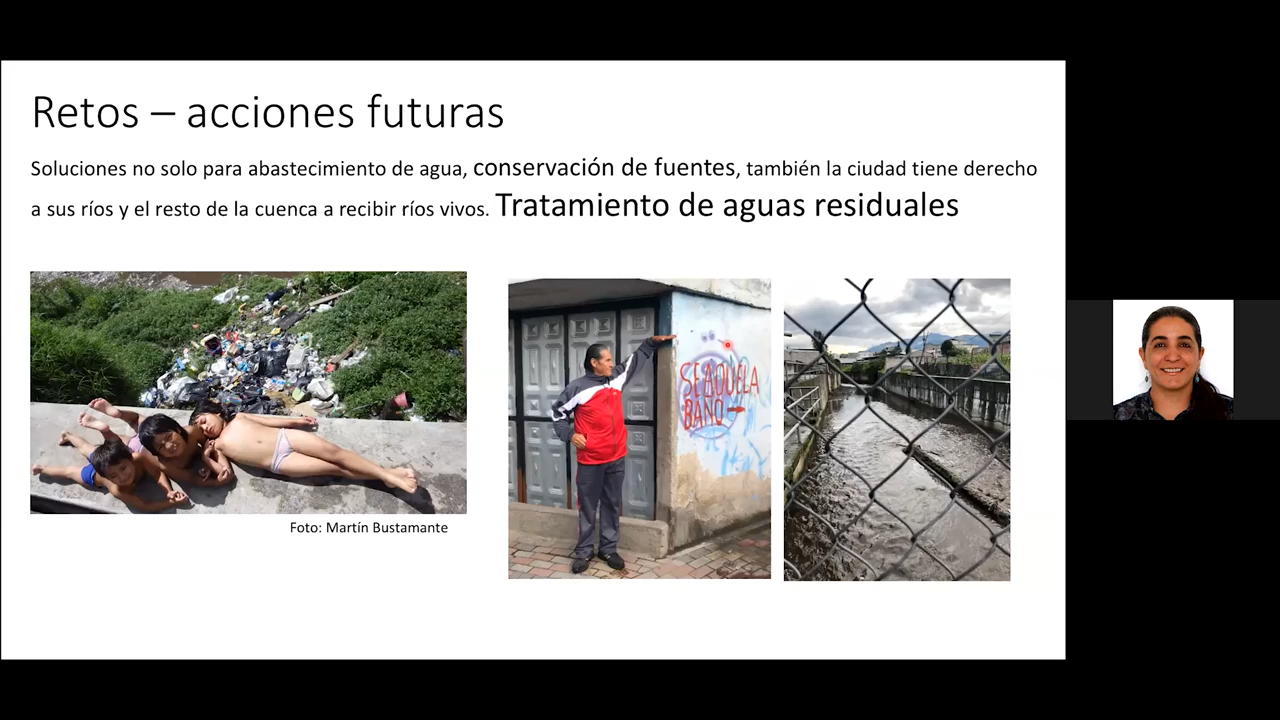 Retos – acciones futuras
Soluciones no solo para abastecimiento de agua, conservación de fuentes, también la ciudad tiene derecho
a sus ríos y el resto de la cuenca a recibir ríos vivos. Tratamiento de aguas residuales
SE AQUELA
BAÑO
Foto: Martín Bustamante